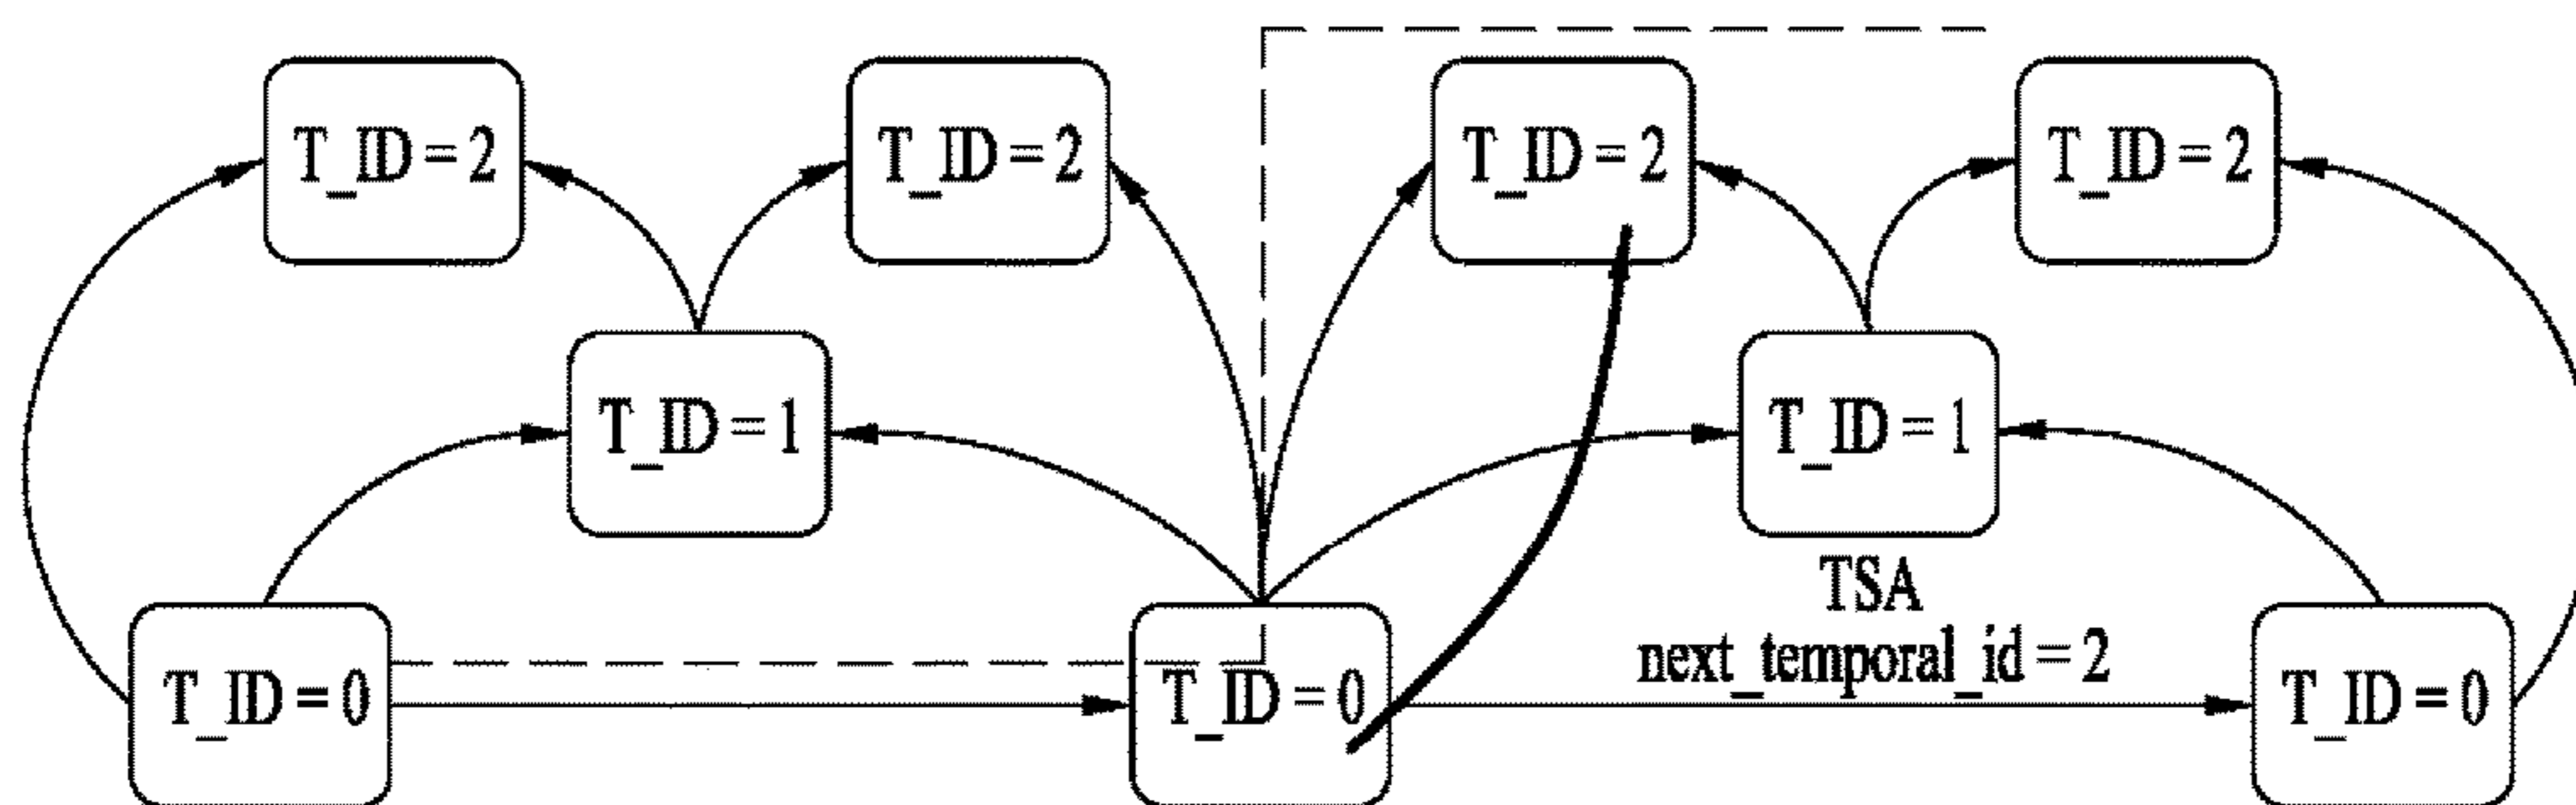 T_ID = 2
T_ID = 2
T_ID = 2
T_ID = 2
T_ID = 1
T_ID = 1
TSA
next_temporal_id = 2
T_ID = 0
T_ID = 0
T_ID = 0